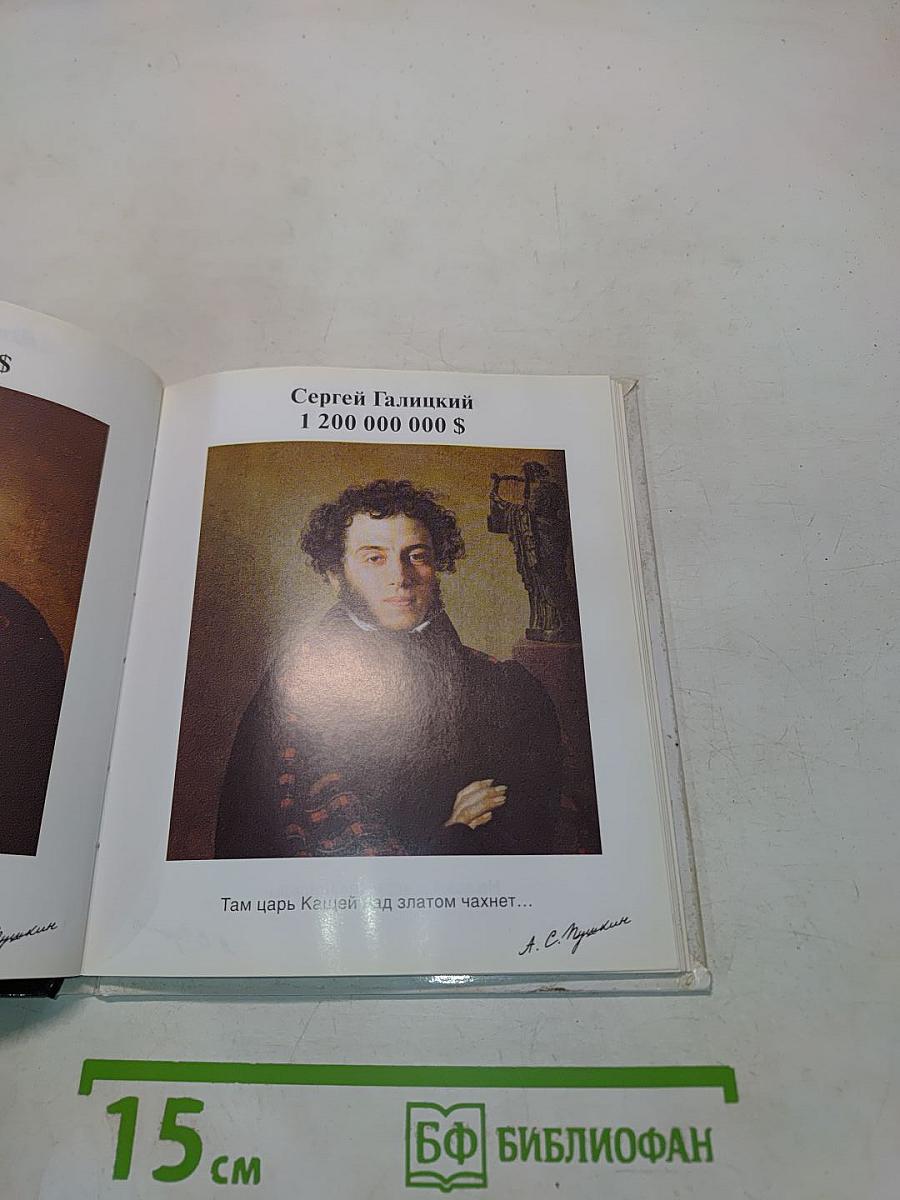 $
Сергей Галицкий
1 200 000 000 $
Там царь Кащей над златом чахнет...
А. С. Пушкин
15 см
БФ БИБЛИОФАН